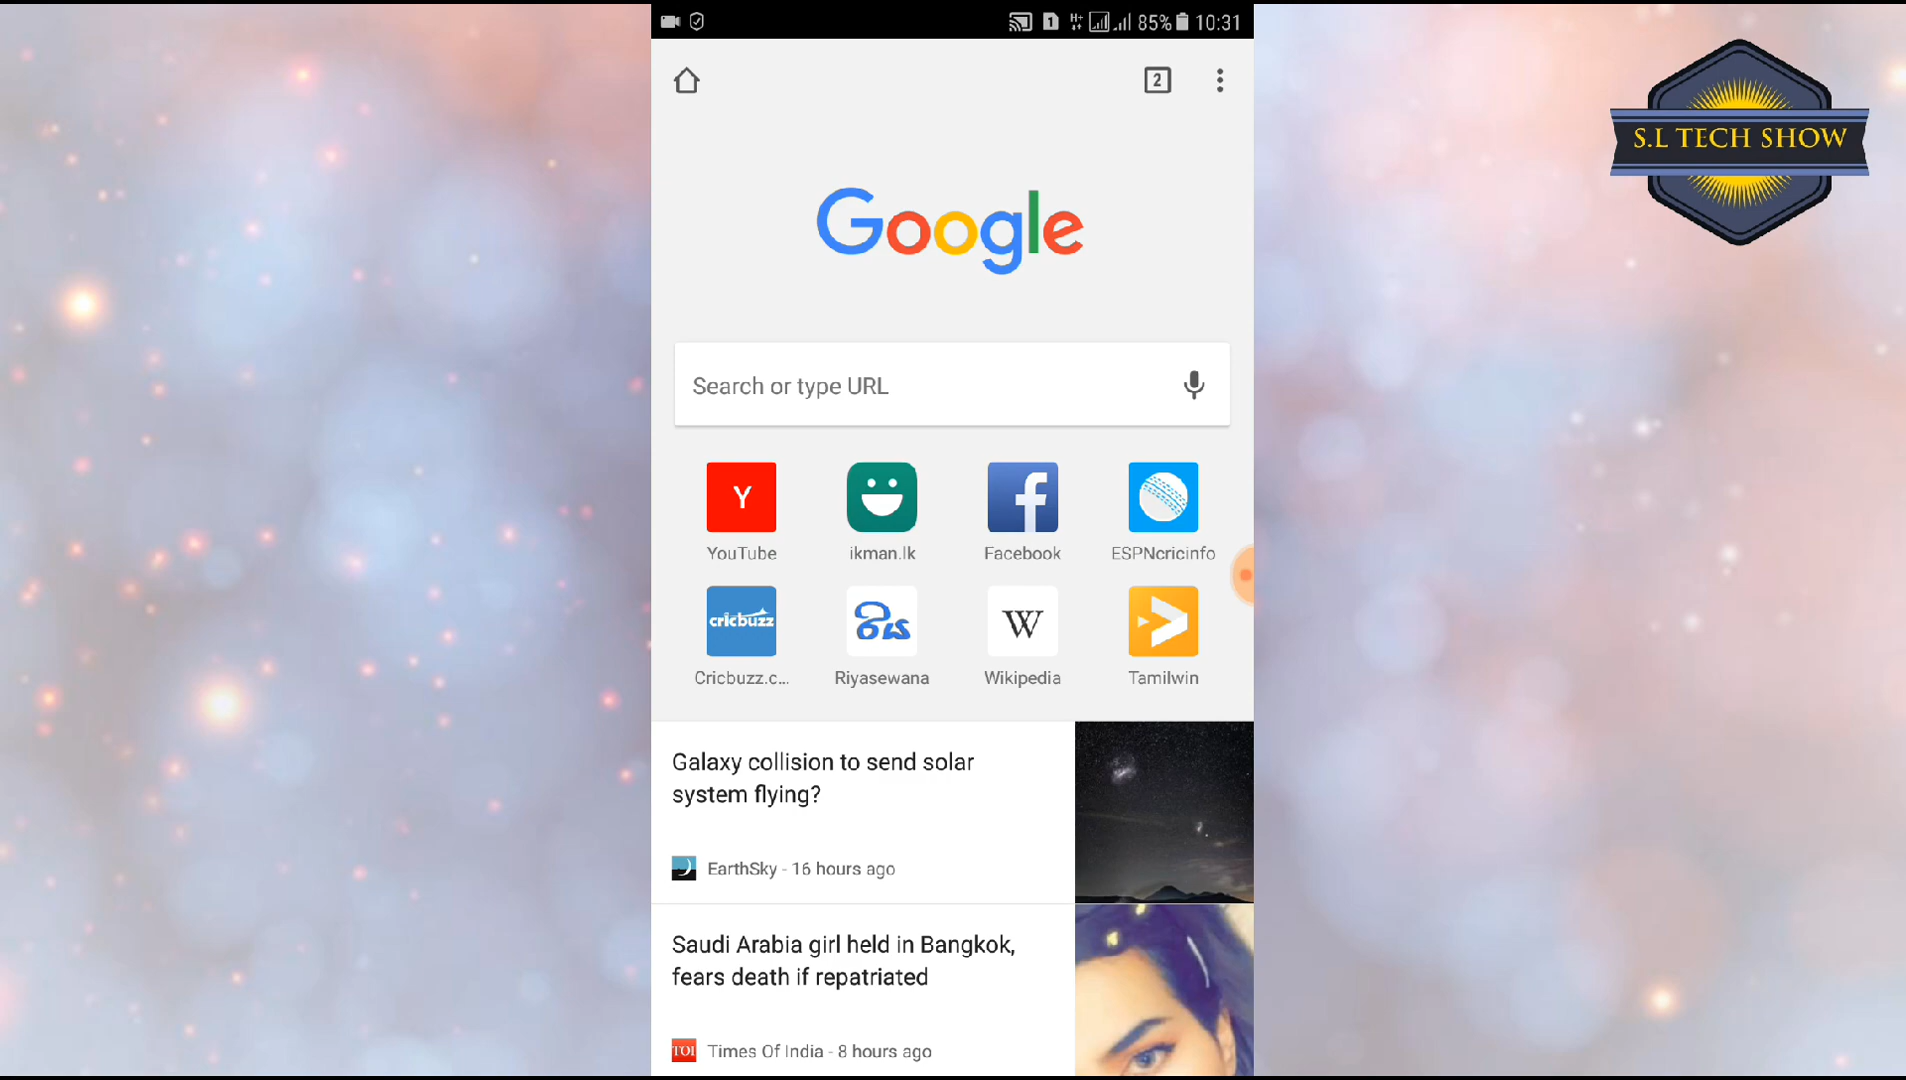 1 H+ 85% 10:31
2
S.L TECH SHOW
Google
Search or type URL
Y
f
YouTube ikman.lk Facebook ESPNcricinfo
cricbuzz රිය W
Cricbuzz.c... Riyasewana Wikipedia Tamilwin
Galaxy collision to send solar
system flying?
EarthSky - 16 hours ago
Saudi Arabia girl held in Bangkok,
fears death if repatriated
TOI Times Of India - 8 hours ago